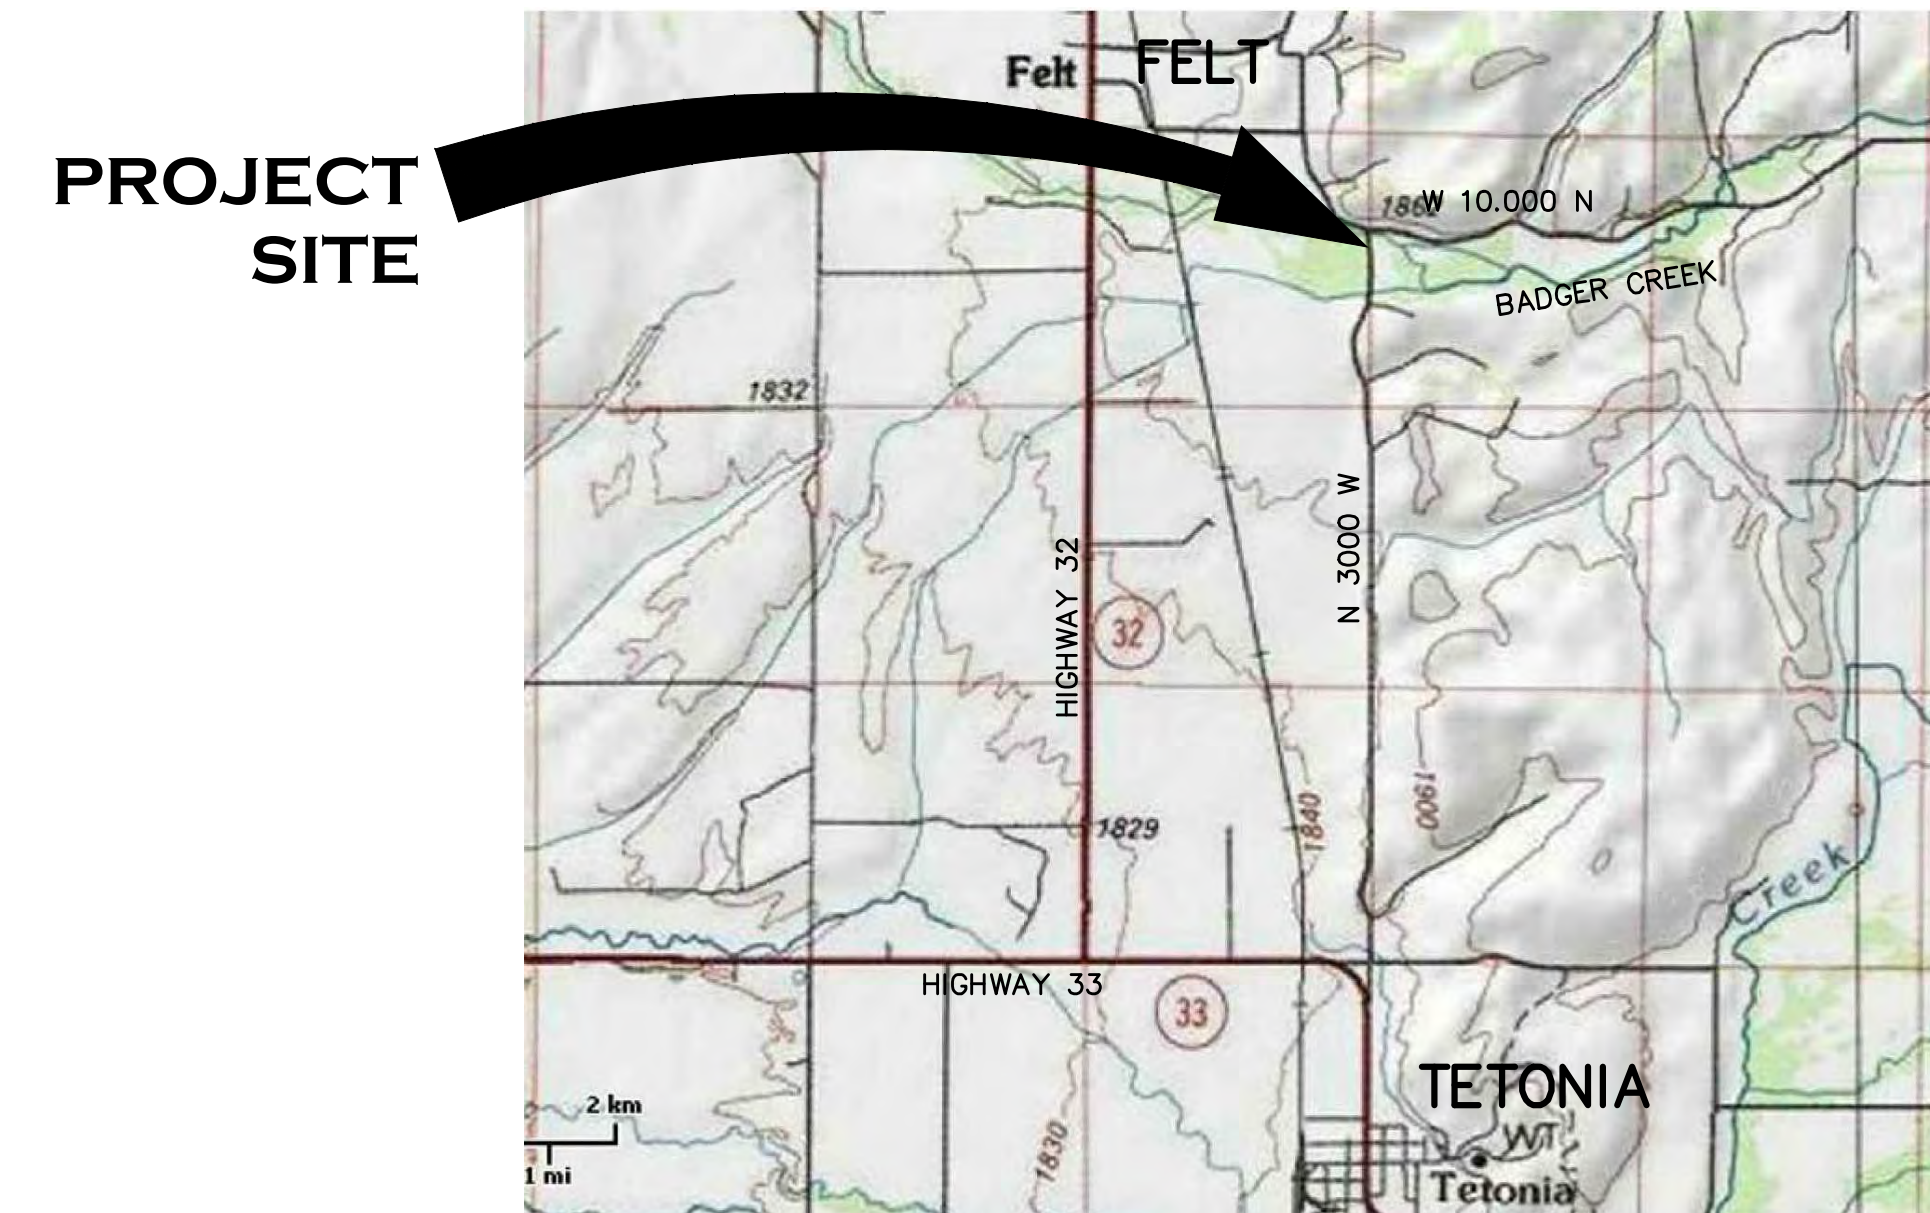 PROJECT
SITE
Felt
FELT
1862
W 10.000 N
BADGER CREEK
1832
N 3000 W
HIGHWAY 32
32
1900
1840
1829
Creek
HIGHWAY 33
33
TETONIA
2 km
1 mi
1830
WT
Tetonia